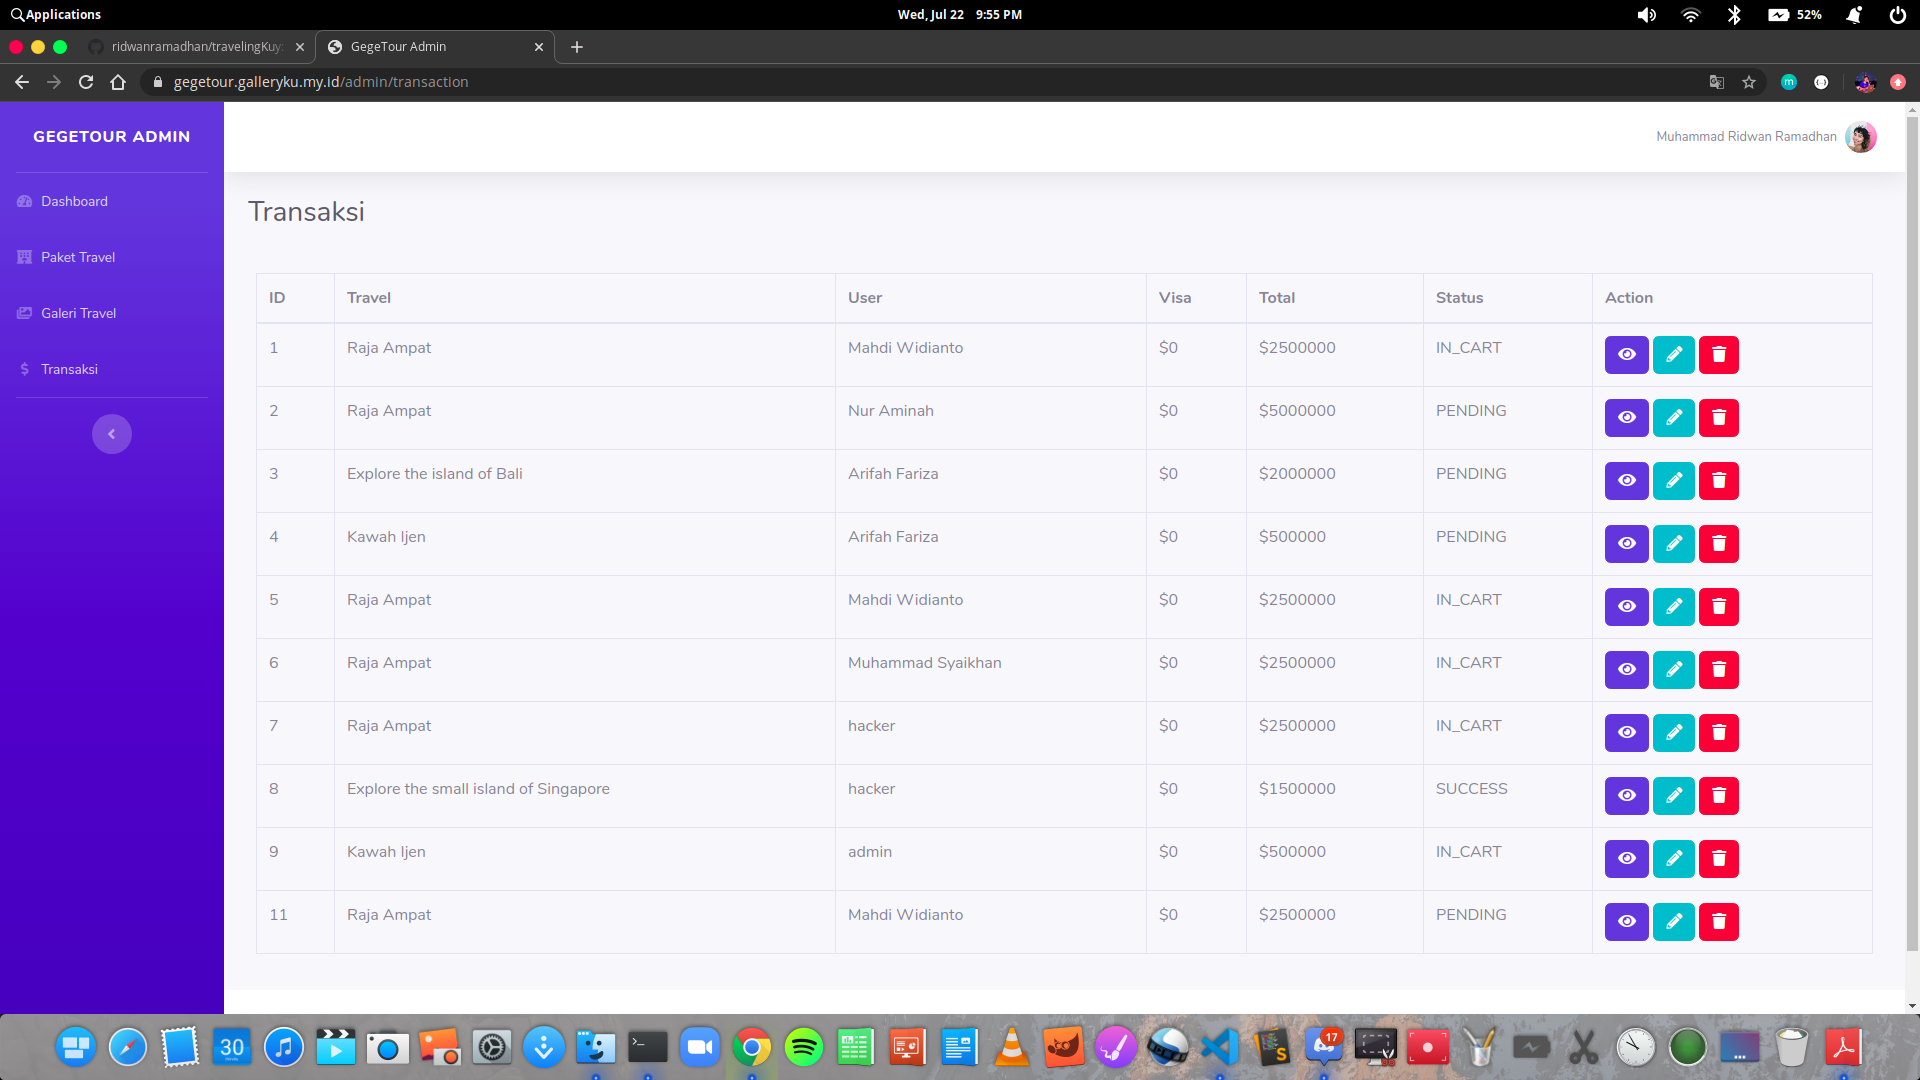 Applications
Wed, Jul 22 9:55 PM
52%
ridwanramadhan/travelingKuy
GegeTour Admin
gegetour.galleryku.my.id/admin/transaction
GEGETOUR ADMIN
Muhammad Ridwan Ramadhan
Dashboard
Paket Travel
Galeri Travel
Transaksi
Transaksi
ID Travel User Visa Total Status Action
1 Raja Ampat Mahdi Widianto $0 $2500000 IN_CART
2 Raja Ampat Nur Aminah $0 $5000000 PENDING
3 Explore the island of Bali Arifah Fariza $0 $2000000 PENDING
4 Kawah Ijen Arifah Fariza $0 $500000 PENDING
5 Raja Ampat Mahdi Widianto $0 $2500000 IN_CART
6 Raja Ampat Muhammad Syaikhan $0 $2500000 IN_CART
7 Raja Ampat hacker $0 $2500000 IN_CART
8 Explore the small island of Singapore hacker $0 $1500000 SUCCESS
9 Kawah Ijen admin $0 $500000 IN_CART
11 Raja Ampat Mahdi Widianto $0 $2500000 PENDING
30
17